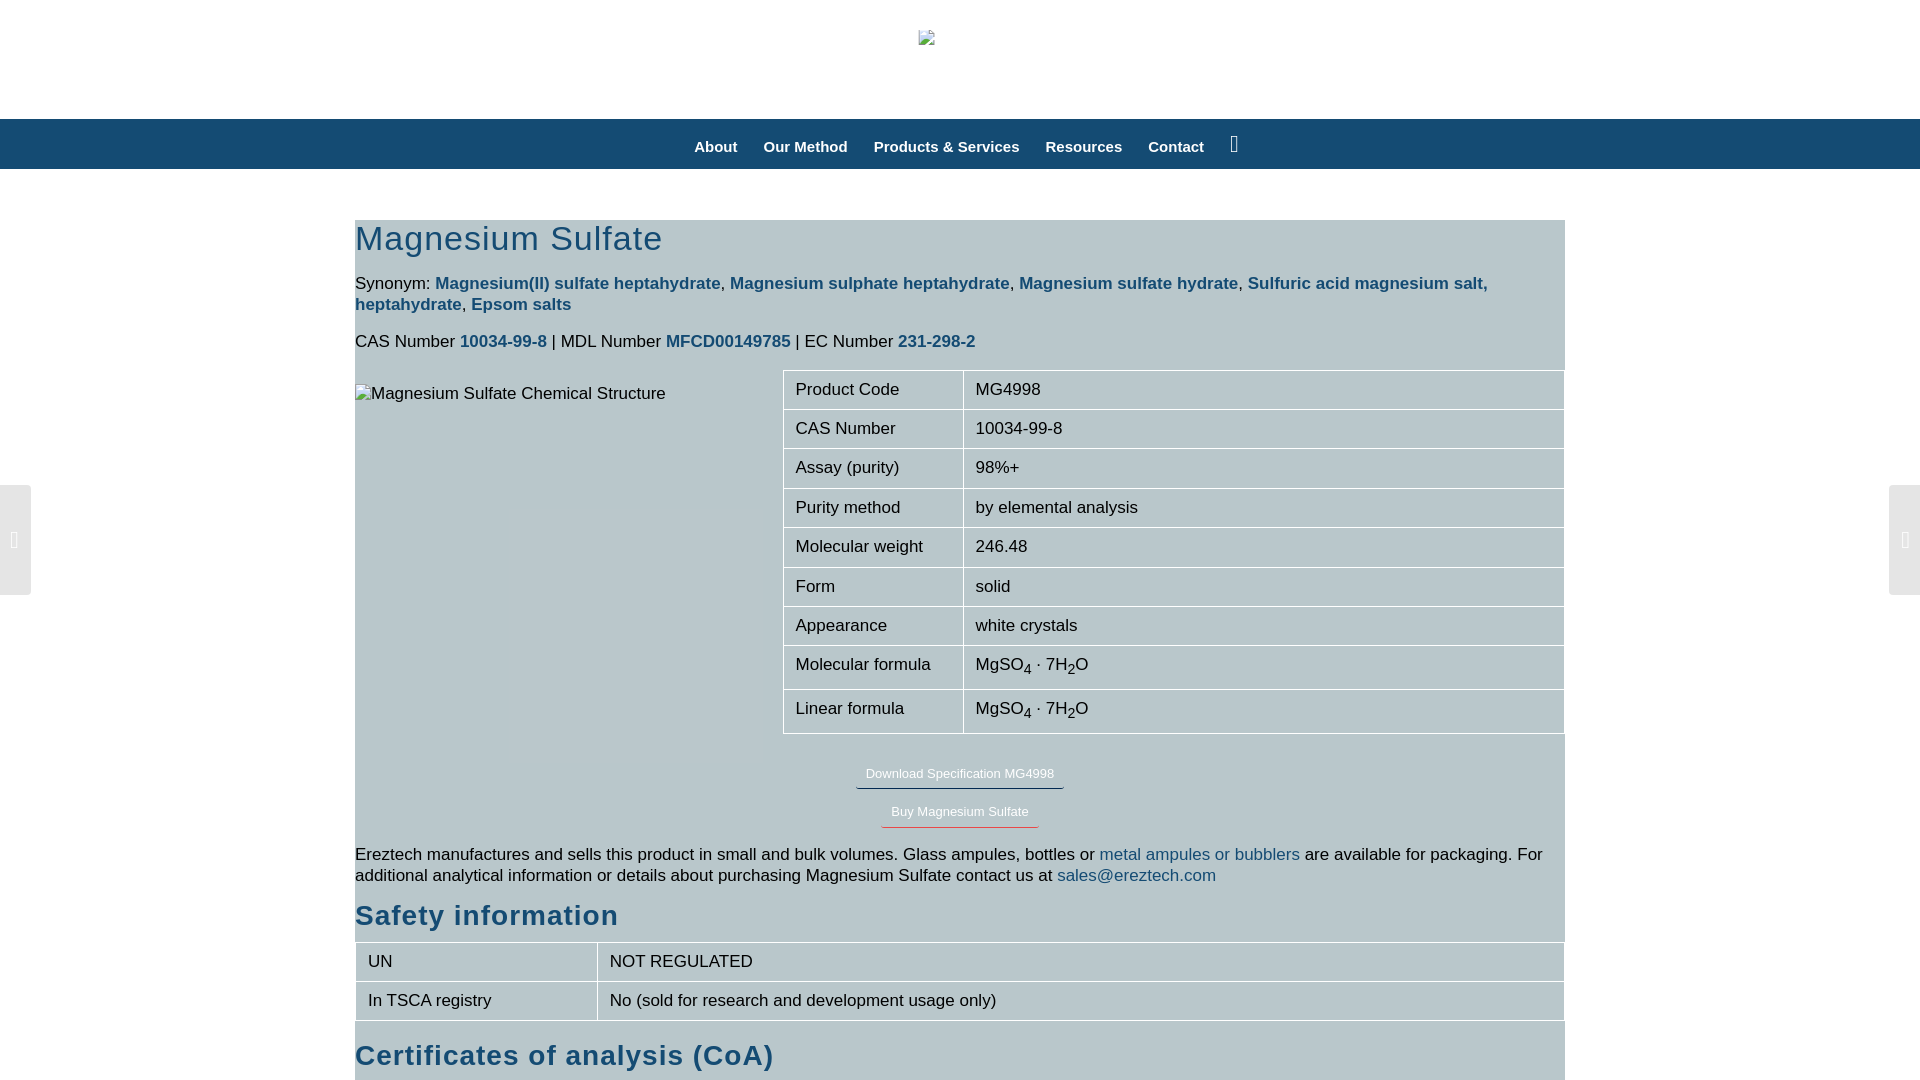 About Our Method Products & Services Resources Contact
Magnesium Sulfate
Synonym: Magnesium(II) sulfate heptahydrate, Magnesium sulphate heptahydrate, Magnesium sulfate hydrate, Sulfuric acid magnesium salt,
heptahydrate, Epsom salts
CAS Number 10034-99-8 | MDL Number MFCD00149785 | EC Number 231-298-2
Magnesium Sulfate Chemical Structure
Product Code MG4998
CAS Number 10034-99-8
Assay (purity) 98%+
Purity method by elemental analysis
Molecular weight 246.48
Form solid
Appearance white crystals
Molecular formula MgSO4 · 7H2O
Linear formula MgSO4 · 7H2O
Download Specification MG4998
Buy Magnesium Sulfate
Ereztech manufactures and sells this product in small and bulk volumes. Glass ampules, bottles or metal ampules or bubblers are available for packaging. For
additional analytical information or details about purchasing Magnesium Sulfate contact us at sales@ereztech.com
Safety information
UN NOT REGULATED
In TSCA registry No (sold for research and development usage only)
Certificates of analysis (CoA)